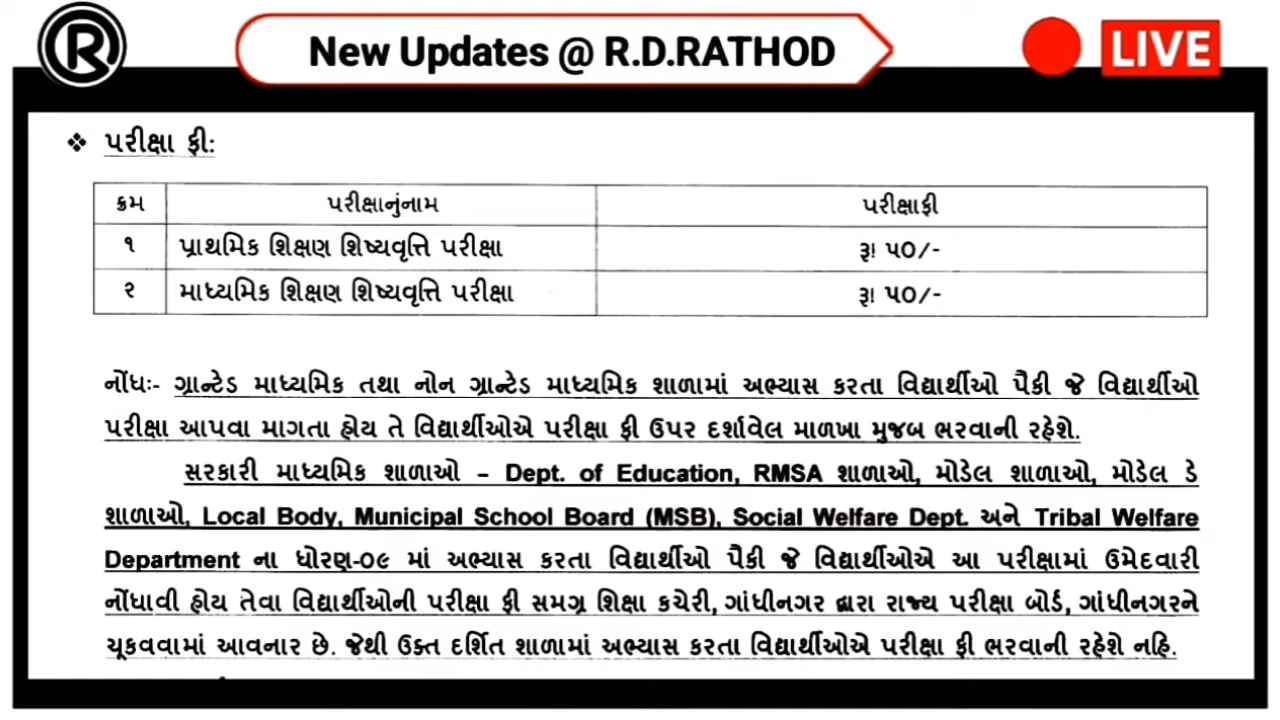 R
New Updates @ R.D.RATHOD
LIVE
❖ પરીક્ષા ફી:
ક્રમ પરીક્ષાનુંનામ પરીક્ષાફી
૧ પ્રાથમિક શિક્ષણ શિષ્યવૃત્તિ પરીક્ષા રૂ! ૫૦/-
૨ માધ્યમિક શિક્ષણ શિષ્યવૃત્તિ પરીક્ષા રૂ! ૫૦/-
નોંધઃ- ગ્રાન્ટેડ માધ્યમિક તથા નોન ગ્રાન્ટેડ માધ્યમિક શાળામાં અભ્યાસ કરતા વિદ્યાર્થીઓ પૈકી જે વિદ્યાર્થીઓ
પરીક્ષા આપવા માગતા હોય તે વિદ્યાર્થીઓએ પરીક્ષા ફી ઉપર દર્શાવેલ માળખા મુજબ ભરવાની રહેશે.
સરકારી માધ્યમિક શાળાઓ – Dept. of Education, RMSA શાળાઓ, મોડેલ શાળાઓ, મોડેલ ડે
શાળાઓ, Local Body, Municipal School Board (MSB), Social Welfare Dept. અને Tribal Welfare
Department ના ધોરણ-૦૯ માં અભ્યાસ કરતા વિદ્યાર્થીઓ પૈકી જે વિદ્યાર્થીઓએ આ પરીક્ષામાં ઉમેદવારી
નોંધાવી હોય તેવા વિદ્યાર્થીઓની પરીક્ષા ફી સમગ્ર શિક્ષા કચેરી, ગાંધીનગર દ્વારા રાજ્ય પરીક્ષા બોર્ડ, ગાંધીનગરને
ચૂકવવામાં આવનાર છે. જેથી ઉક્ત દર્શિત શાળામાં અભ્યાસ કરતા વિદ્યાર્થીઓએ પરીક્ષા ફી ભરવાની રહેશે નહિ.